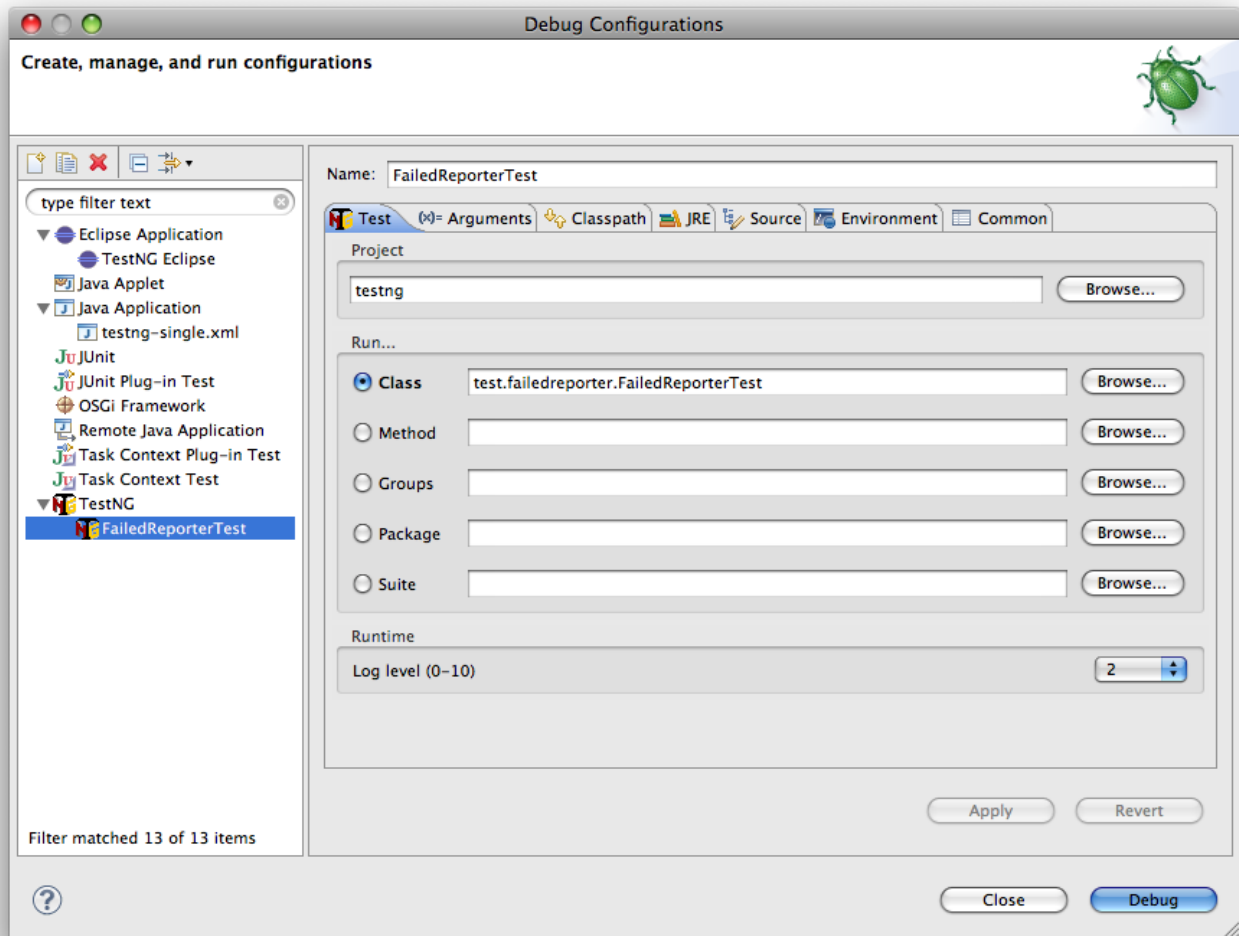 Debug Configurations
Create, manage, and run configurations
type filter text
Eclipse Application
TestNG Eclipse
Java Applet
Java Application
testng-single.xml
JUnit
JUnit Plug-in Test
OSGi Framework
Remote Java Application
Task Context Plug-in Test
Task Context Test
TestNG
FailedReporterTest
Filter matched 13 of 13 items
Name: FailedReporterTest
Test (x)= Arguments Classpath JRE Source Environment Common
Project
testng Browse...
Run...
Class test.failedreporter.FailedReporterTest Browse...
Method Browse...
Groups Browse...
Package Browse...
Suite Browse...
Runtime
Log level (0-10) 2
Apply Revert
? Close Debug